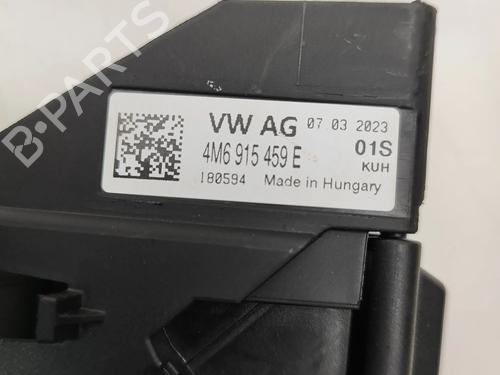 B-PARTS
VW AG 07 03 2023
4M6 915 459 E 01S
KUH
180594 Made in Hungary